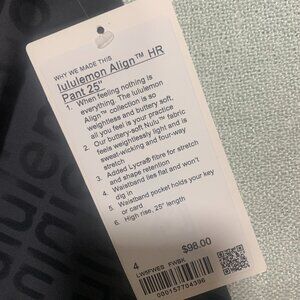 WHY WE MADE THIS
lululemon Align™ HR
Pant 25"
1. When feeling nothing is
everything. The lululemon
Align™ collection is so
weightless and buttery soft,
all you feel is your practice
2. Our buttery-soft Nulu™ fabric
feels weightlessly light and is
sweat-wicking and four-way
stretch
3. Added Lycra® fibre for stretch
and shape retention
4. Waistband lies flat and won't
dig in
5. Waistband pocket holds your key
or card
6. High rise, 25" length
4
$98.00
000157704396